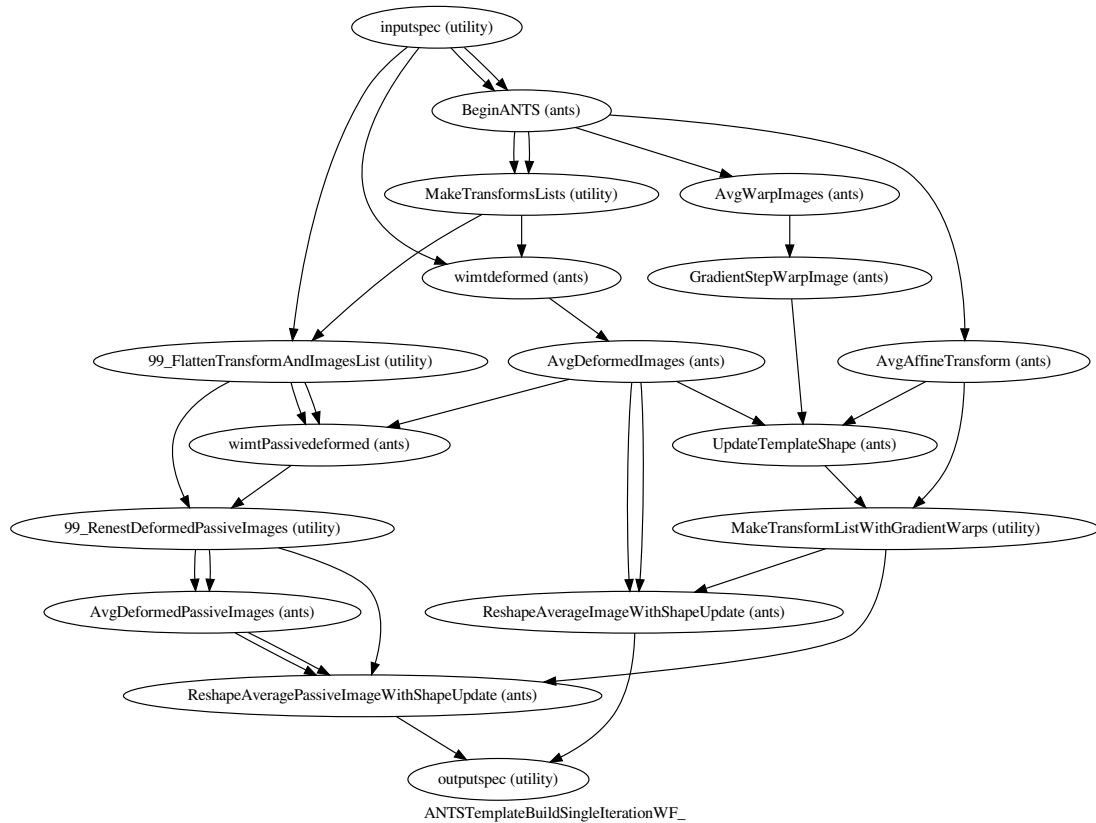 inputspec (utility)
BeginANTS (ants)
MakeTransformsLists (utility)
AvgWarpImages (ants)
wimtdeformed (ants)
GradientStepWarpImage (ants)
99_FlattenTransformAndImagesList (utility)
AvgDeformedImages (ants)
AvgAffineTransform (ants)
wimtPassivedeformed (ants)
UpdateTemplateShape (ants)
99_RenestDeformedPassiveImages (utility)
MakeTransformListWithGradientWarps (utility)
AvgDeformedPassiveImages (ants)
ReshapeAverageImageWithShapeUpdate (ants)
ReshapeAveragePassiveImageWithShapeUpdate (ants)
outputspec (utility)
ANTSTemplateBuildSingleIterationWF_